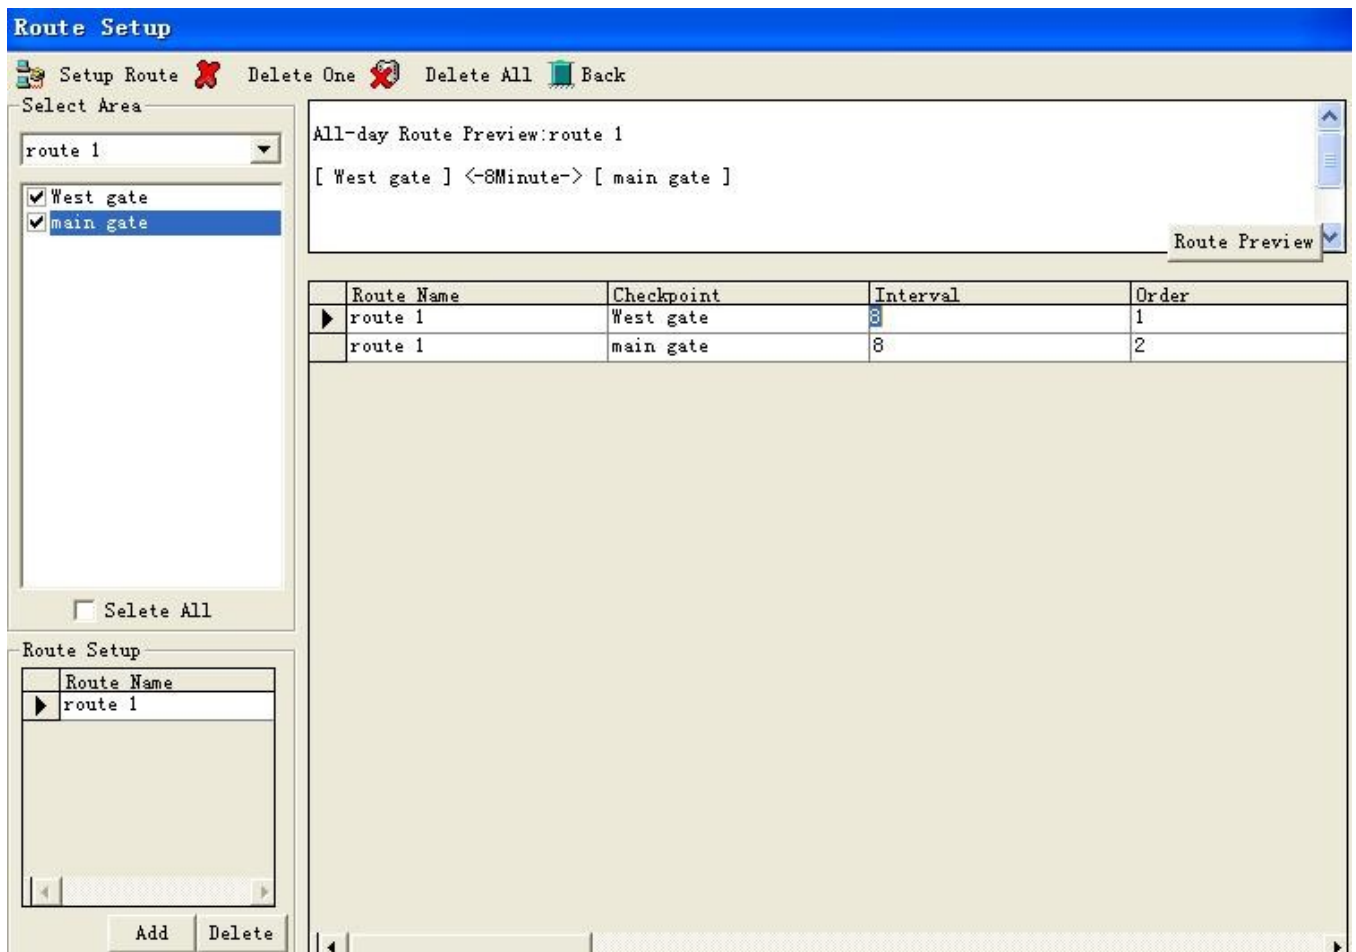 Route Setup
Setup Route Delete One Delete All Back
Select Area
route 1
West gate
main gate
Selete All
All-day Route Preview:route 1
[ West gate ] <-8Minute-> [ main gate ]
Route Preview
Route Name Checkpoint Interval Order
route 1 West gate 8 1
route 1 main gate 8 2
Route Setup
Route Name
route 1
Add Delete